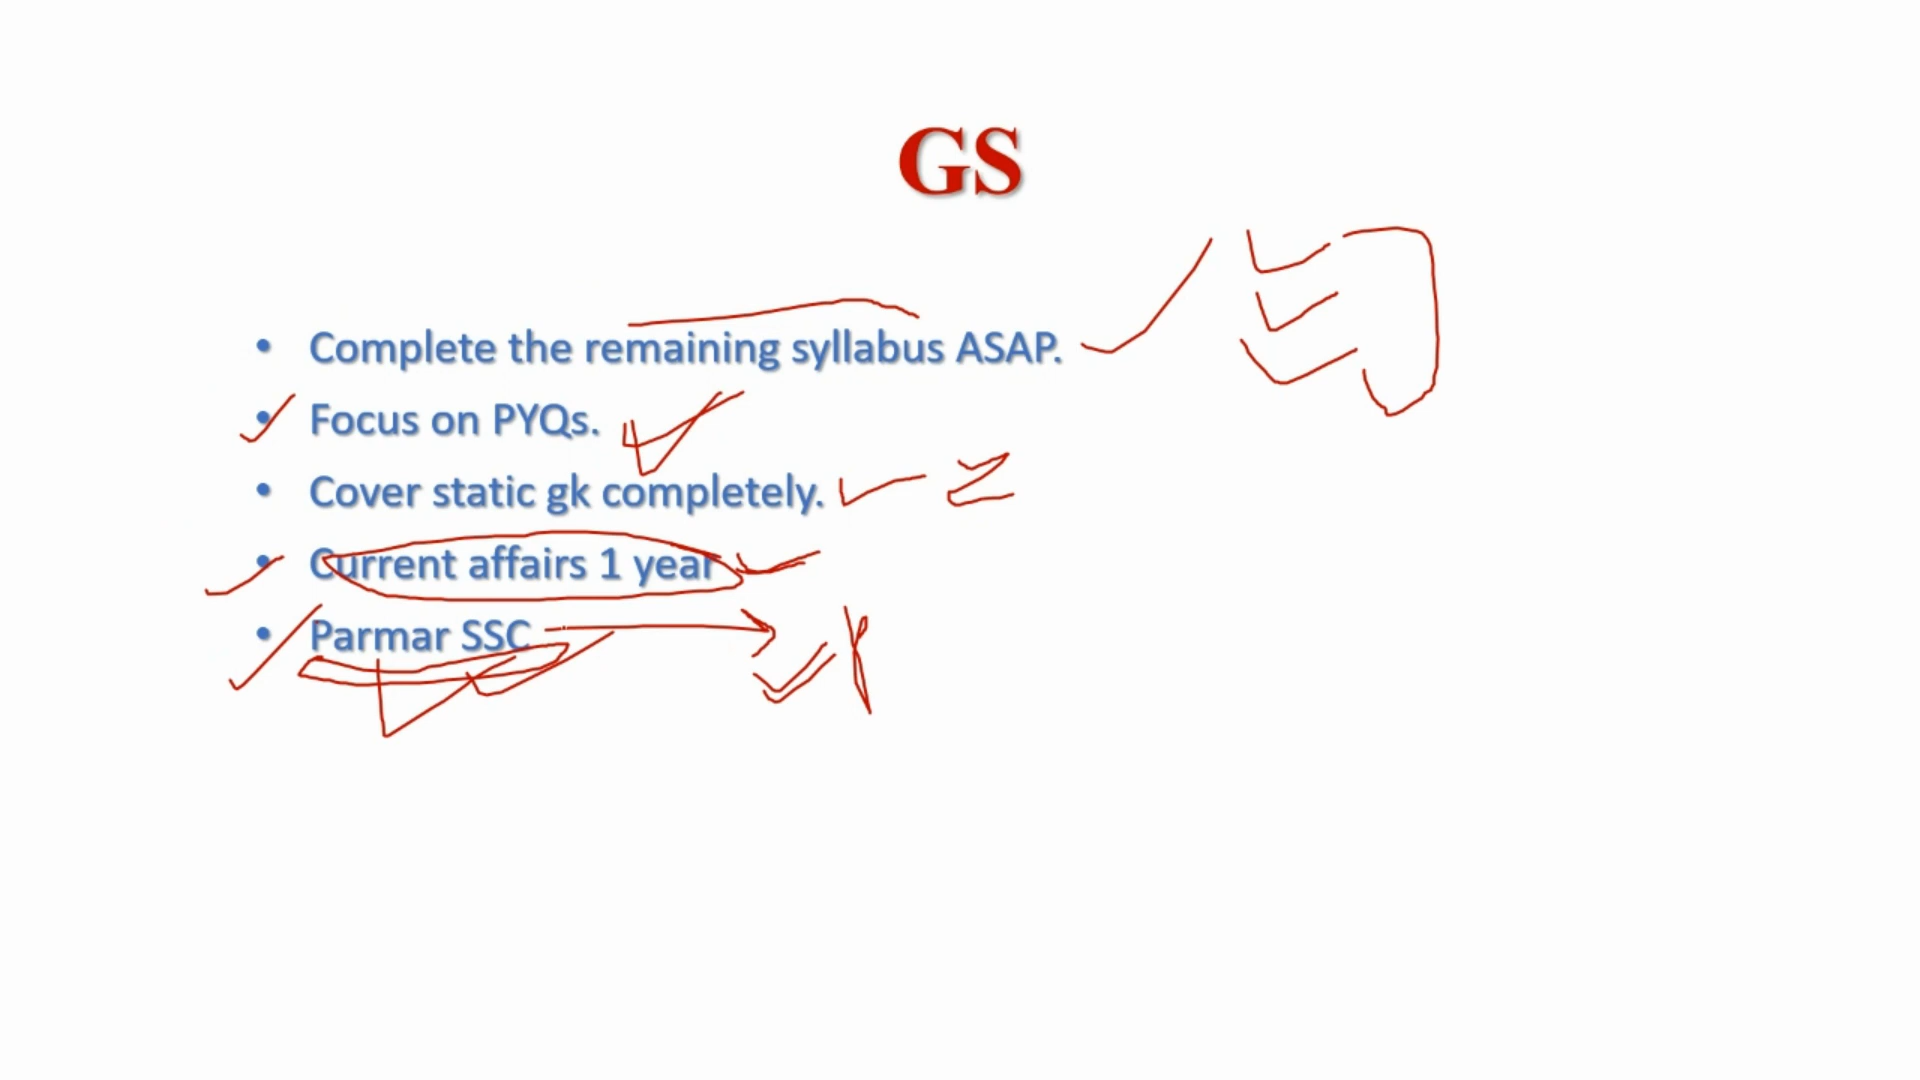 GS
• Complete the remaining syllabus ASAP.
• Focus on PYQs.
• Cover static gk completely.
• Current affairs 1 year
• Parmar SSC